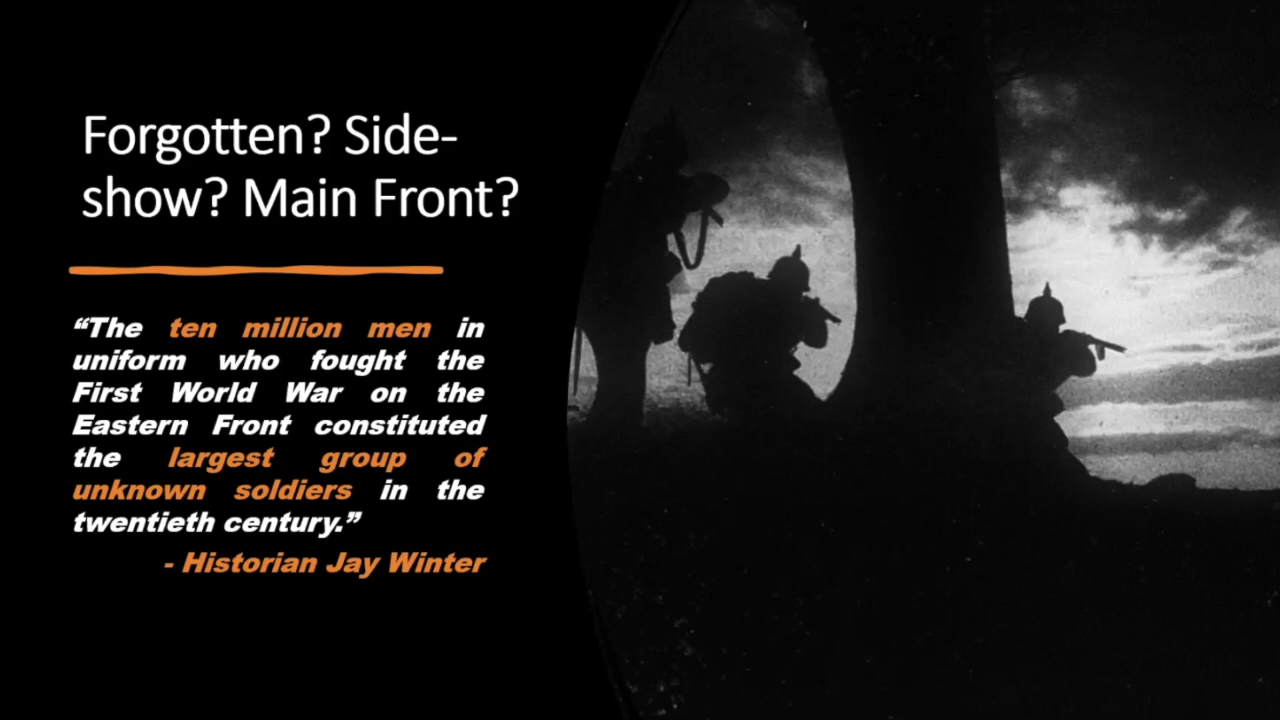 Forgotten? Side-
show? Main Front?
“The ten million men in
uniform who fought the
First World War on the
Eastern Front constituted
the largest group of
unknown soldiers in the
twentieth century.”
- Historian Jay Winter